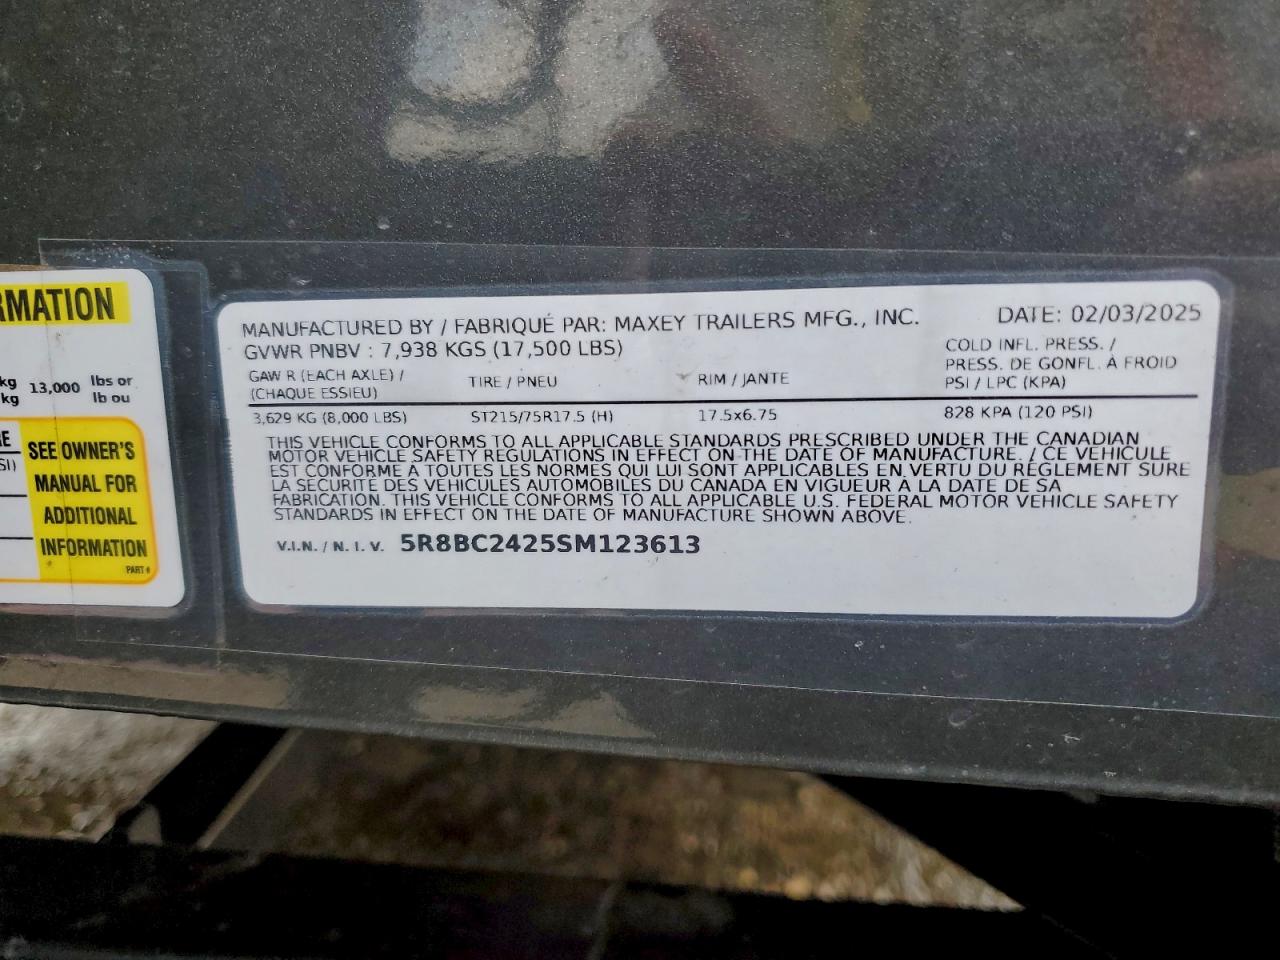 RMATION
kg 13,000 lbs or
kg lb ou
RE
SI)
SEE OWNER'S
MANUAL FOR
ADDITIONAL
INFORMATION
PART #
MANUFACTURED BY / FABRIQUÉ PAR: MAXEY TRAILERS MFG., INC. DATE: 02/03/2025
GVWR PNBV : 7,938 KGS (17,500 LBS)
GAW R (EACH AXLE) /
(CHAQUE ESSIEU)
TIRE / PNEU
RIM / JANTE
COLD INFL. PRESS. /
PRESS. DE GONFL. À FROID
PSI / LPC (KPA)
3,629 KG (8,000 LBS) ST215/75R17.5 (H) 17.5x6.75 828 KPA (120 PSI)
THIS VEHICLE CONFORMS TO ALL APPLICABLE STANDARDS PRESCRIBED UNDER THE CANADIAN
MOTOR VEHICLE SAFETY REGULATIONS IN EFFECT ON THE DATE OF MANUFACTURE. / CE VEHICULE
EST CONFORME A TOUTES LES NORMES QUI LUI SONT APPLICABLES EN VERTU DU RÈGLEMENT SURE
LA SECURITE DES VEHICULES AUTOMOBILES DU CANADA EN VIGUEUR À LA DATE DE SA
FABRICATION. THIS VEHICLE CONFORMS TO ALL APPLICABLE U.S. FEDERAL MOTOR VEHICLE SAFETY
STANDARDS IN EFFECT ON THE DATE OF MANUFACTURE SHOWN ABOVE.
V.I.N. / N. I. V. 5R8BC2425SM123613